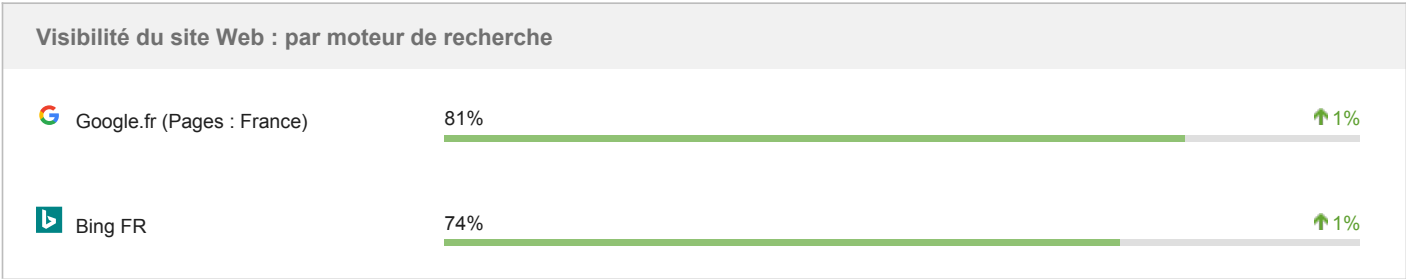 Visibilité du site Web : par moteur de recherche
Google.fr (Pages : France) 81% 1%
Bing FR 74% 1%